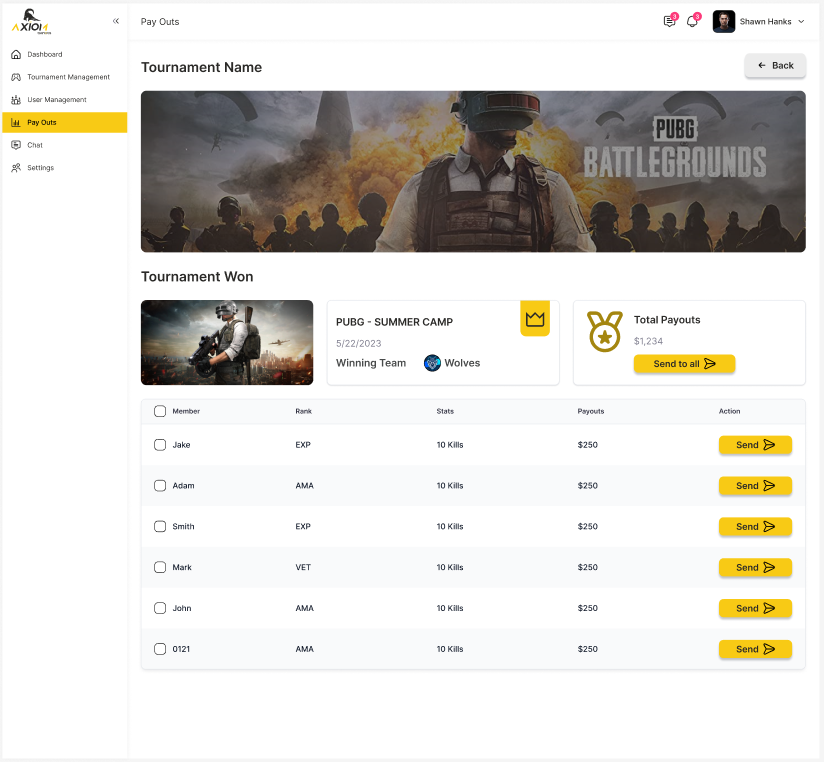 AXIOM
Pay Outs
3
3
Shawn Hanks
Dashboard
Tournament Management
User Management
Pay Outs
Chat
Settings
Tournament Name
Back
PUBG
BATTLEGROUNDS
Tournament Won
PUBG - SUMMER CAMP
5/22/2023
Winning Team Wolves
Total Payouts
$1,234
Send to all
Member Rank Stats Payouts Action
Jake EXP 10 Kills $250 Send
Adam AMA 10 Kills $250 Send
Smith EXP 10 Kills $250 Send
Mark VET 10 Kills $250 Send
John AMA 10 Kills $250 Send
0121 AMA 10 Kills $250 Send